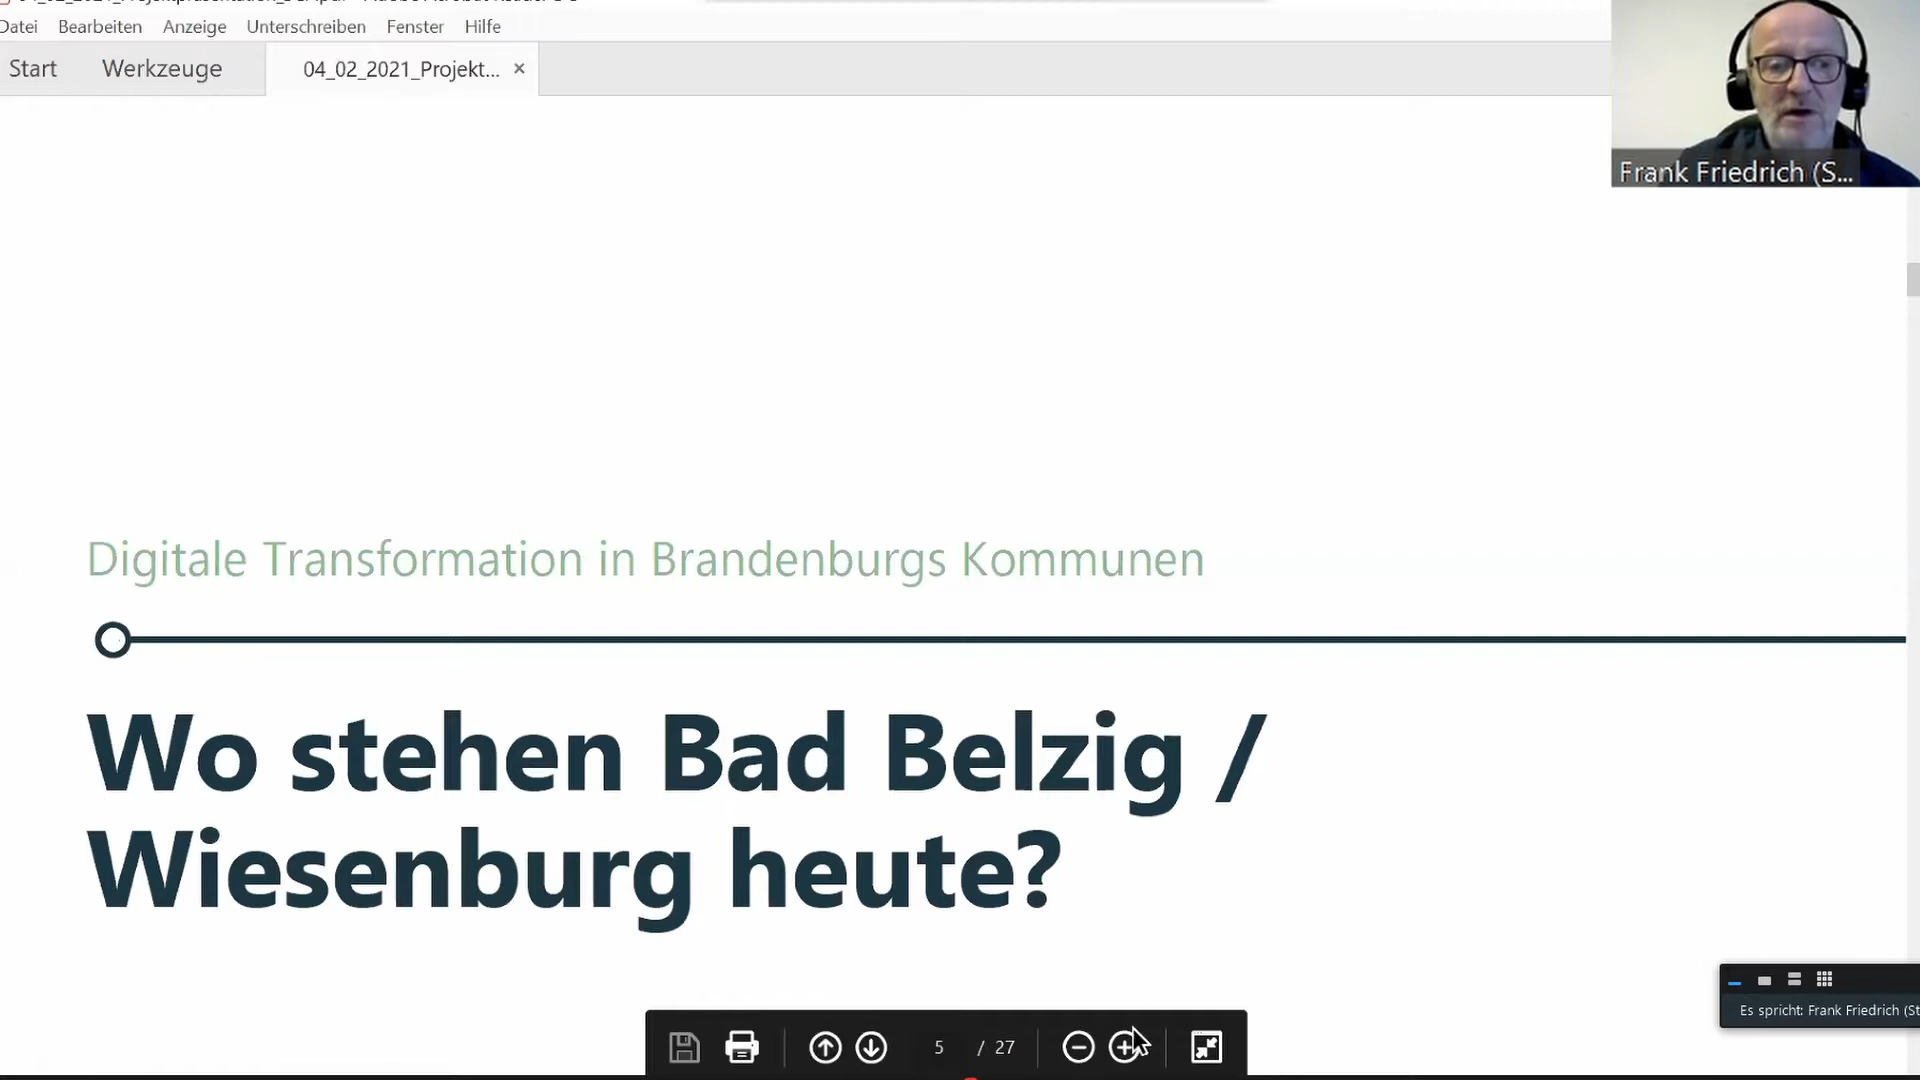 Datei Bearbeiten Anzeige Unterschreiben Fenster Hilfe
Start Werkzeuge 04_02_2021_Projekt... ×
Frank Friedrich (S...
Digitale Transformation in Brandenburgs Kommunen
Wo stehen Bad Belzig /
Wiesenburg heute?
Es spricht: Frank Friedrich (St
5 / 27